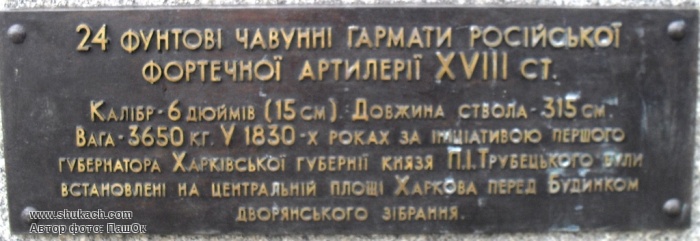 24 ФУНТОВІ ЧАВУННІ ГАРМАТИ РОСІЙСЬКОЇ
ФОРТЕЧНОЇ АРТИЛЕРІЇ XVIII СТ.
КАЛІБР-6 ДЮЙМІВ (15 СМ). ДОВЖИНА СТВОЛА-315 СМ.
ВАГА-3650 КГ. У 1830-Х РОКАХ ЗА ІНІЦІАТИВОЮ ПЕРШОГО
ГУБЕРНАТОРА ХАРКІВСЬКОЇ ГУБЕРНІЇ КНЯЗЯ П.І.ТРУБЕЦЬКОГО БУЛИ
ВСТАНОВЛЕНІ НА ЦЕНТРАЛЬНІЙ ПЛОЩІ ХАРКОВА ПЕРЕД БУДИНКОМ
ДВОРЯНСЬКОГО ЗІБРАННЯ.
www.shukach.com
Автор фото: ПашОк